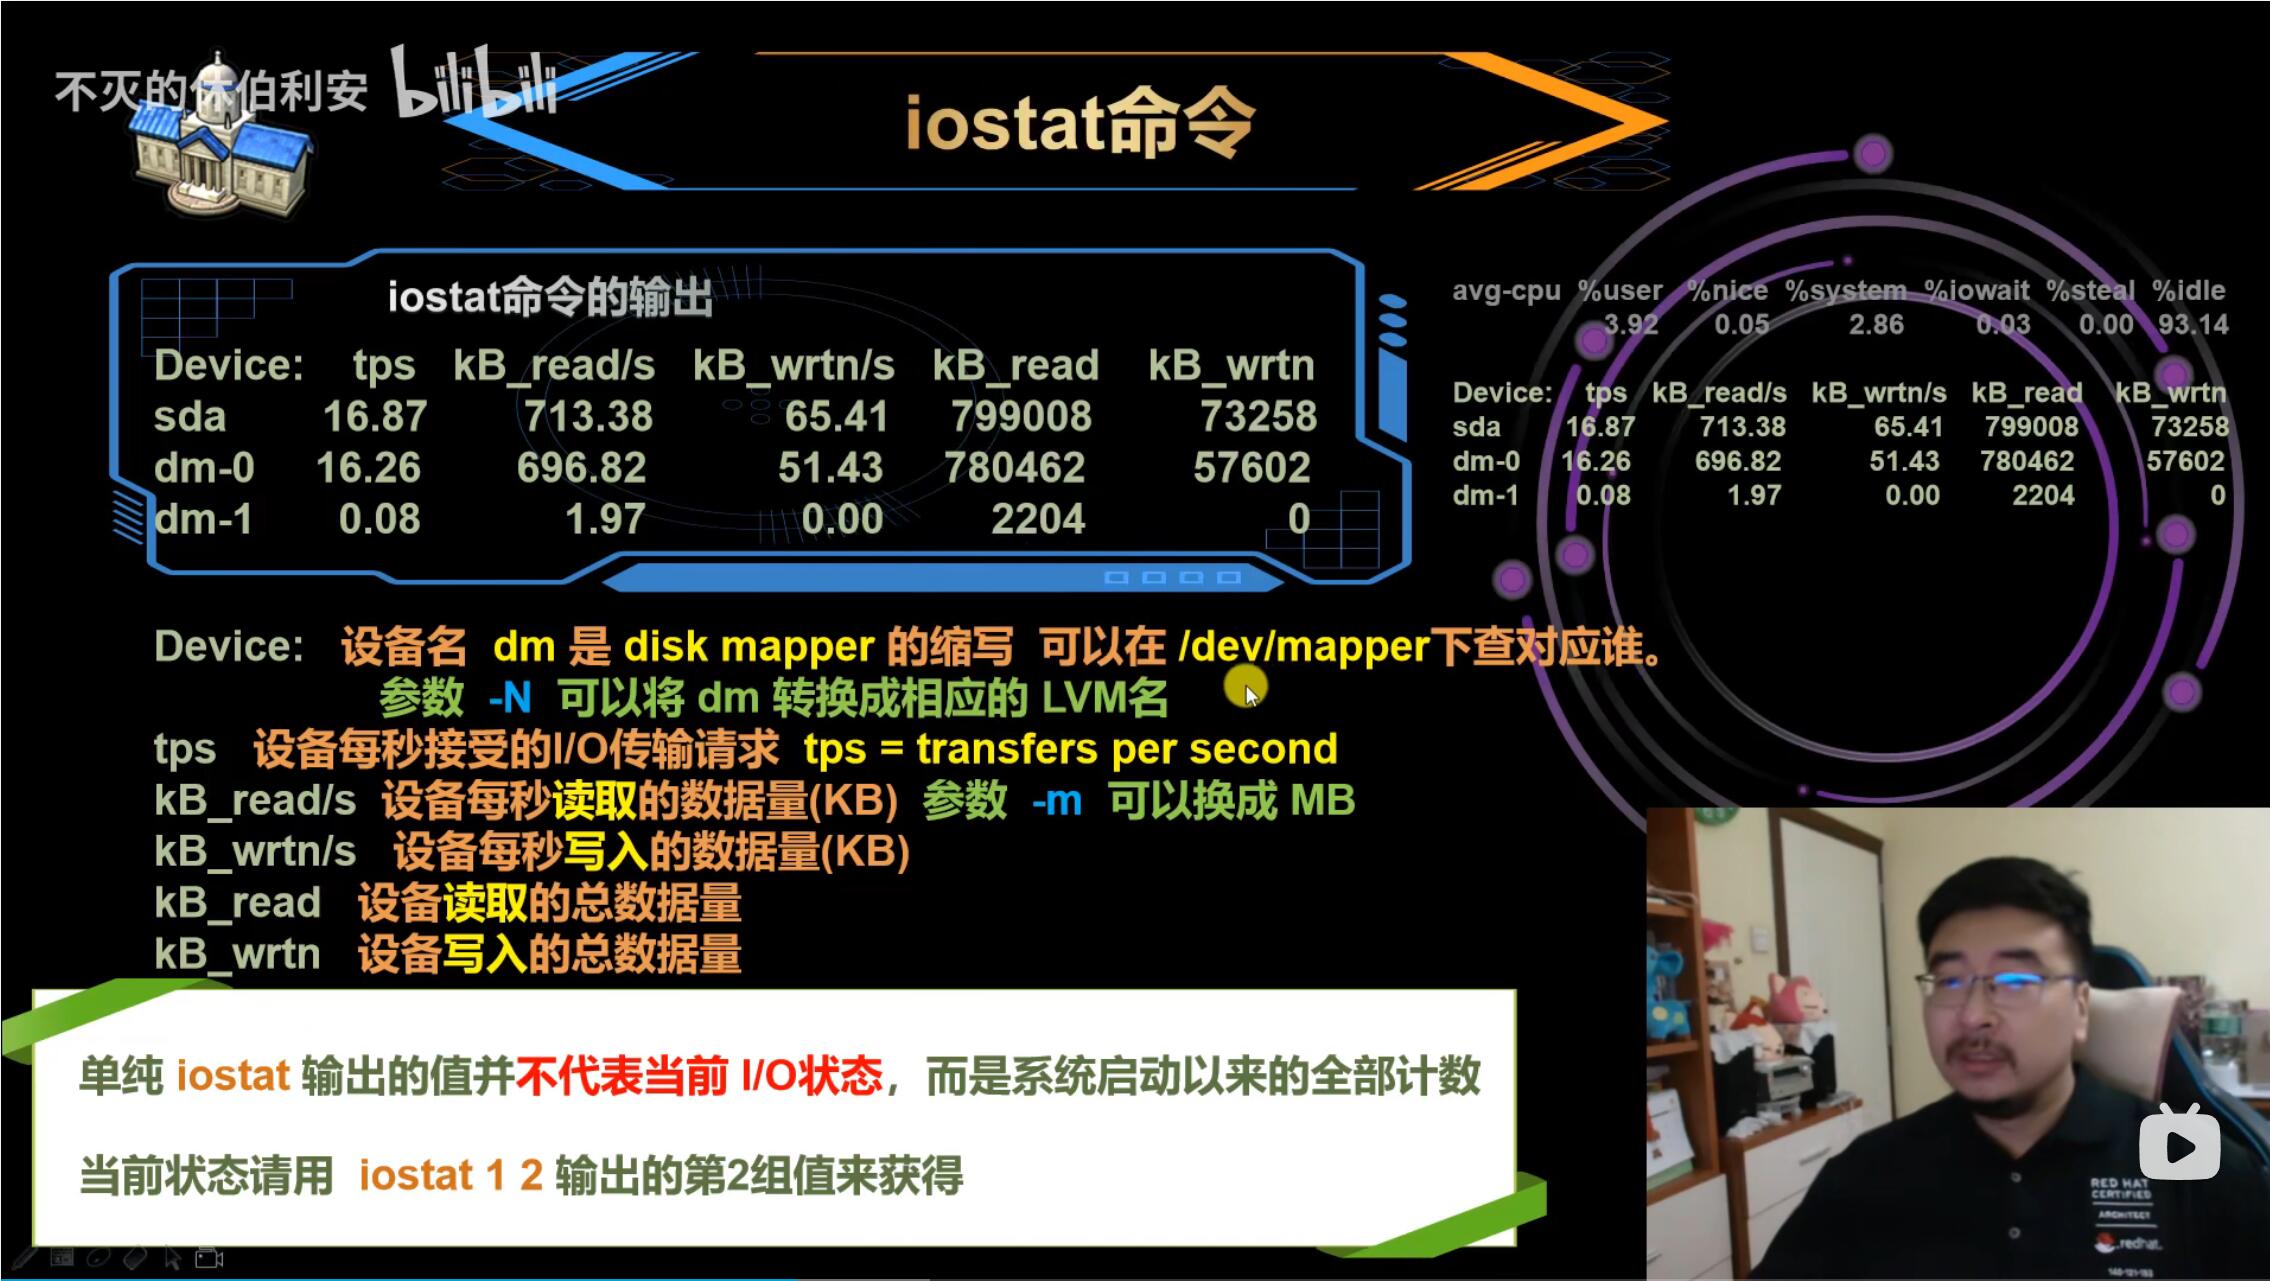 不灭的休伯利安 bilibili
iostat命令
iostat命令的输出
Device: tps kB_read/s kB_wrtn/s kB_read kB_wrtn
sda 16.87 713.38 65.41 799008 73258
dm-0 16.26 696.82 51.43 780462 57602
dm-1 0.08 1.97 0.00 2204 0
avg-cpu %user %nice %system %iowait %steal %idle
3.92 0.05 2.86 0.03 0.00 93.14
Device: tps kB_read/s kB_wrtn/s kB_read kB_wrtn
sda 16.87 713.38 65.41 799008 73258
dm-0 16.26 696.82 51.43 780462 57602
dm-1 0.08 1.97 0.00 2204 0
Device: 设备名 dm 是 disk mapper 的缩写 可以在 /dev/mapper下查对应谁。
参数 -N 可以将 dm 转换成相应的 LVM名
tps 设备每秒接受的I/O传输请求 tps = transfers per second
kB_read/s 设备每秒读取的数据量(KB) 参数 -m 可以换成 MB
kB_wrtn/s 设备每秒写入的数据量(KB)
kB_read 设备读取的总数据量
kB_wrtn 设备写入的总数据量
单纯 iostat 输出的值并不代表当前 I/O状态，而是系统启动以来的全部计数
当前状态请用 iostat 1 2 输出的第2组值来获得
RED HAT
CERTIFIED
ARCHITECT
redhat.